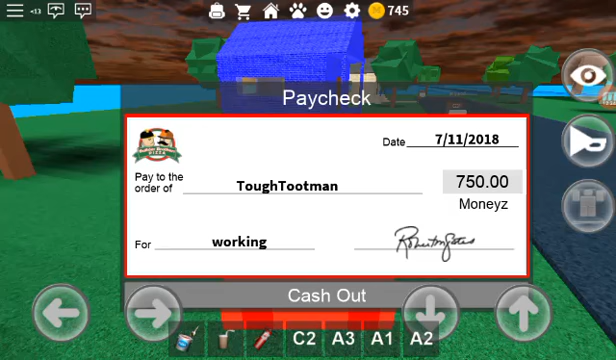 +13
745
Paycheck
Date 7/11/2018
Pay to the
order of
ToughTootman
750.00
Moneyz
For working
Cash Out
C2 A3 A1 A2